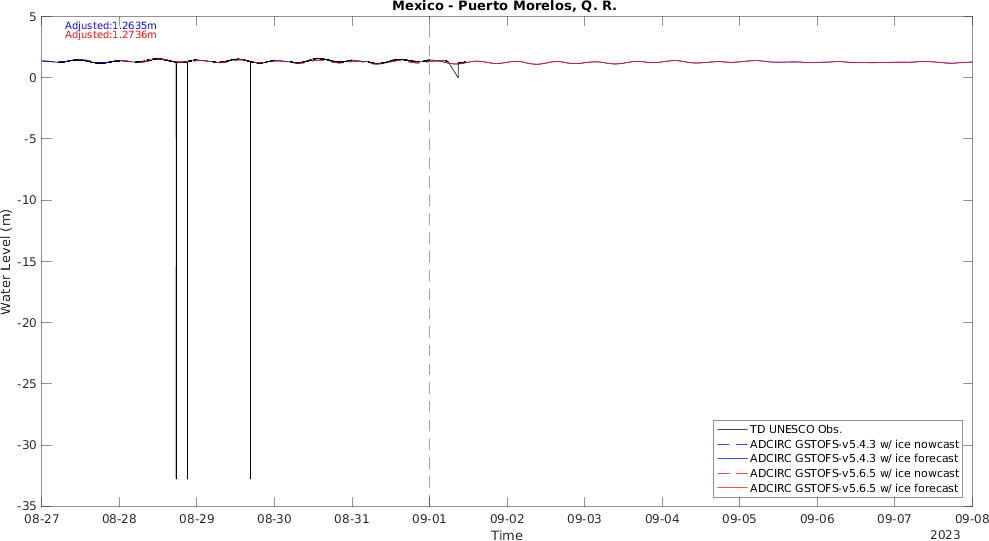 Mexico - Puerto Morelos, Q. R.
Adjusted:1.2635m
Adjusted:1.2736m
5
0
-5
-10
-15
-20
-25
-30
-35
Water Level (m)
08-27 08-28 08-29 08-30 08-31 09-01 09-02 09-03 09-04 09-05 09-06 09-07 09-08
Time
2023
TD UNESCO Obs.
ADCIRC GSTOFS-v5.4.3 w/ ice nowcast
ADCIRC GSTOFS-v5.4.3 w/ ice forecast
ADCIRC GSTOFS-v5.6.5 w/ ice nowcast
ADCIRC GSTOFS-v5.6.5 w/ ice forecast